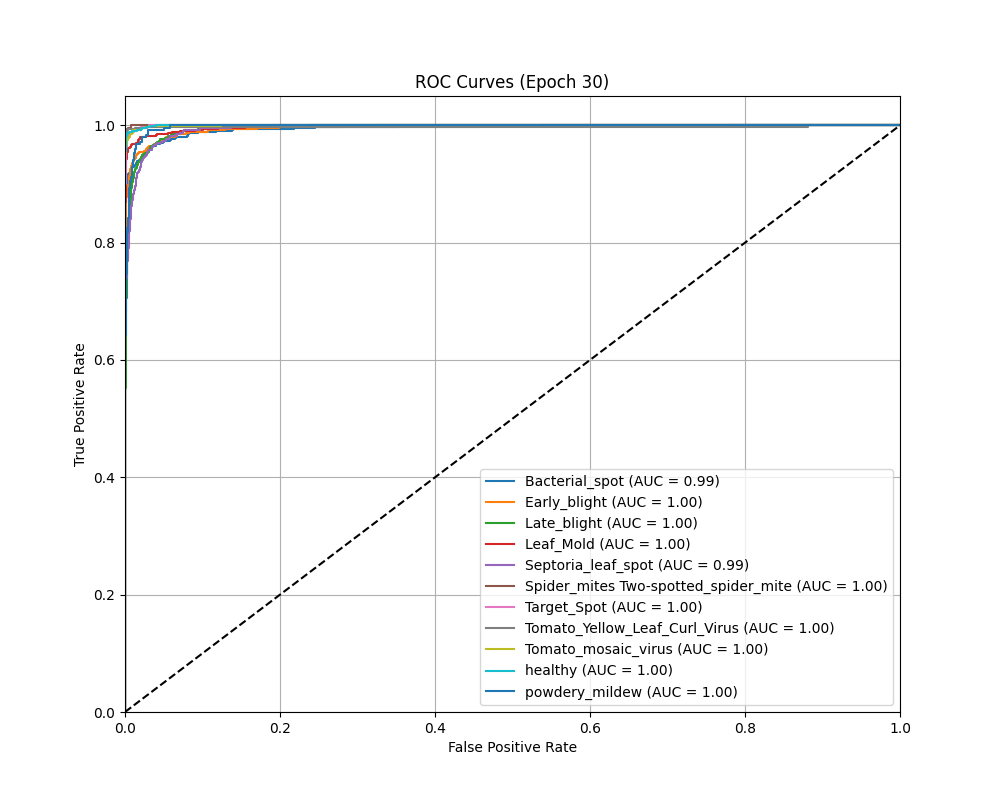 ROC Curves (Epoch 30)
1.0
0.8
0.6
0.4
0.2
0.0
True Positive Rate
Bacterial_spot (AUC = 0.99)
Early_blight (AUC = 1.00)
Late_blight (AUC = 1.00)
Leaf_Mold (AUC = 1.00)
Septoria_leaf_spot (AUC = 0.99)
Spider_mites Two-spotted_spider_mite (AUC = 1.00)
Target_Spot (AUC = 1.00)
Tomato_Yellow_Leaf_Curl_Virus (AUC = 1.00)
Tomato_mosaic_virus (AUC = 1.00)
healthy (AUC = 1.00)
powdery_mildew (AUC = 1.00)
0.0 0.2 0.4 0.6 0.8 1.0
False Positive Rate